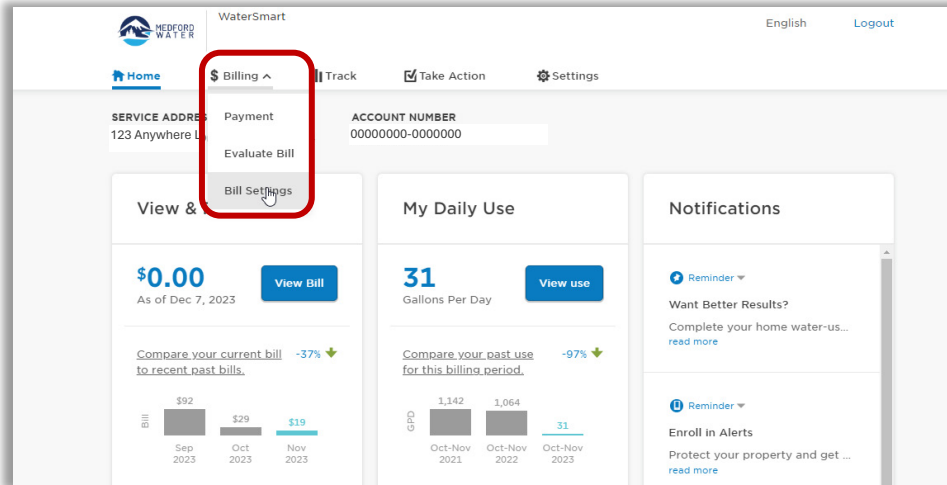 MEDFORD
WATER
WaterSmart
English
Logout
Home
$ Billing
Track
Take Action
Settings
SERVICE ADDRES
123 Anywhere L
ACCOUNT NUMBER
00000000-0000000
Payment
Evaluate Bill
Bill Settings
View &
$0.00
As of Dec 7, 2023
View Bill
Compare your current bill
to recent past bills.
-37%
Bill
$92
$29
$19
Sep
2023
Oct
2023
Nov
2023
My Daily Use
31
Gallons Per Day
View use
Compare your past use
for this billing period.
-97%
GPD
1,142
1,064
31
Oct-Nov
2021
Oct-Nov
2022
Oct-Nov
2023
Notifications
Reminder
Want Better Results?
Complete your home water-us...
read more
Reminder
Enroll in Alerts
Protect your property and get ...
read more